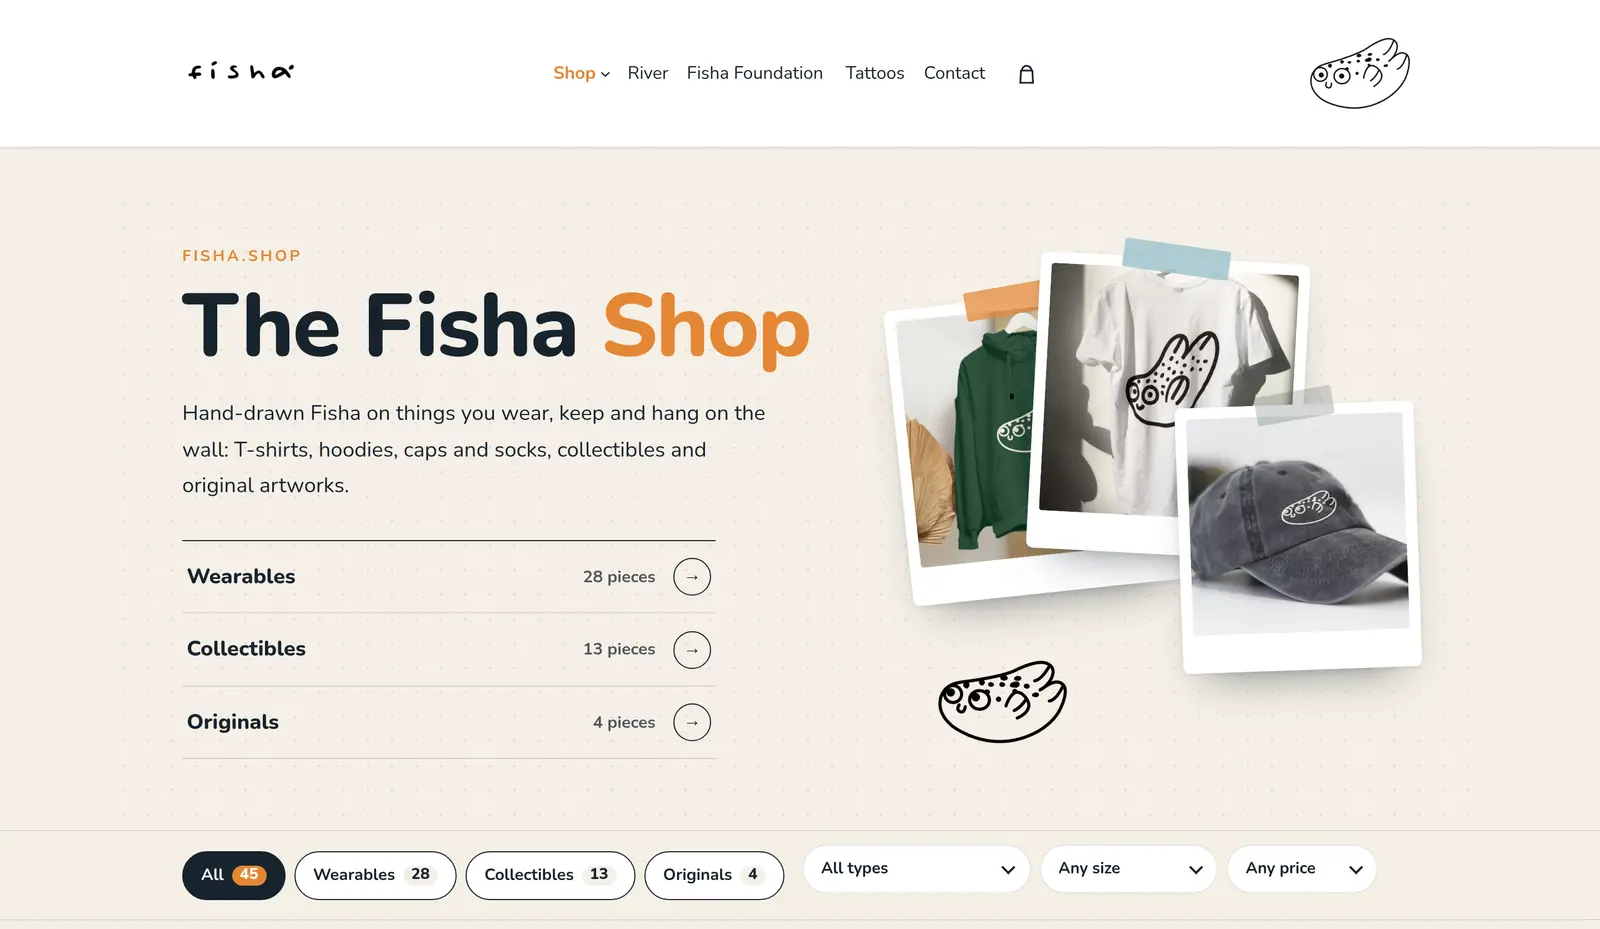 fisha
Shop River Fisha Foundation Tattoos Contact
FISHA.SHOP
The Fisha Shop
Hand-drawn Fisha on things you wear, keep and hang on the
wall: T-shirts, hoodies, caps and socks, collectibles and
original artworks.
Wearables 28 pieces →
Collectibles 13 pieces →
Originals 4 pieces →
All 45 Wearables 28 Collectibles 13 Originals 4 All types Any size Any price